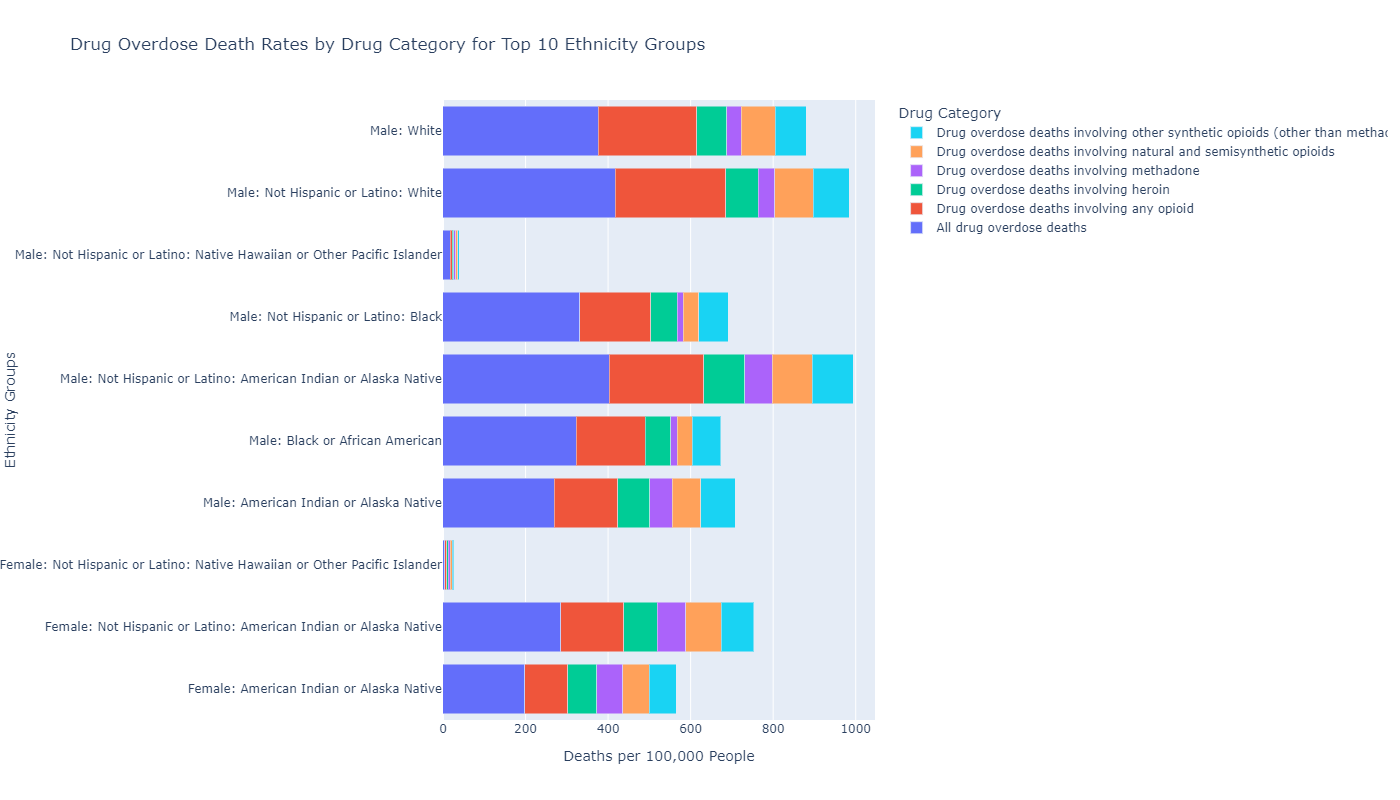 Drug Overdose Death Rates by Drug Category for Top 10 Ethnicity Groups
Drug Category
Drug overdose deaths involving other synthetic opioids (other than
Drug overdose deaths involving natural and semisynthetic opioids
Drug overdose deaths involving methadone
Drug overdose deaths involving heroin
Drug overdose deaths involving any opioid
All drug overdose deaths
Ethnicity Groups
Male: White
Male: Not Hispanic or Latino: White
Male: Not Hispanic or Latino: Native Hawaiian or Other Pacific Islander
Male: Not Hispanic or Latino: Black
Male: Not Hispanic or Latino: American Indian or Alaska Native
Male: Black or African American
Male: American Indian or Alaska Native
Female: Not Hispanic or Latino: Native Hawaiian or Other Pacific Islander
Female: Not Hispanic or Latino: American Indian or Alaska Native
Female: American Indian or Alaska Native
0 200 400 600 800 1000
Deaths per 100,000 People